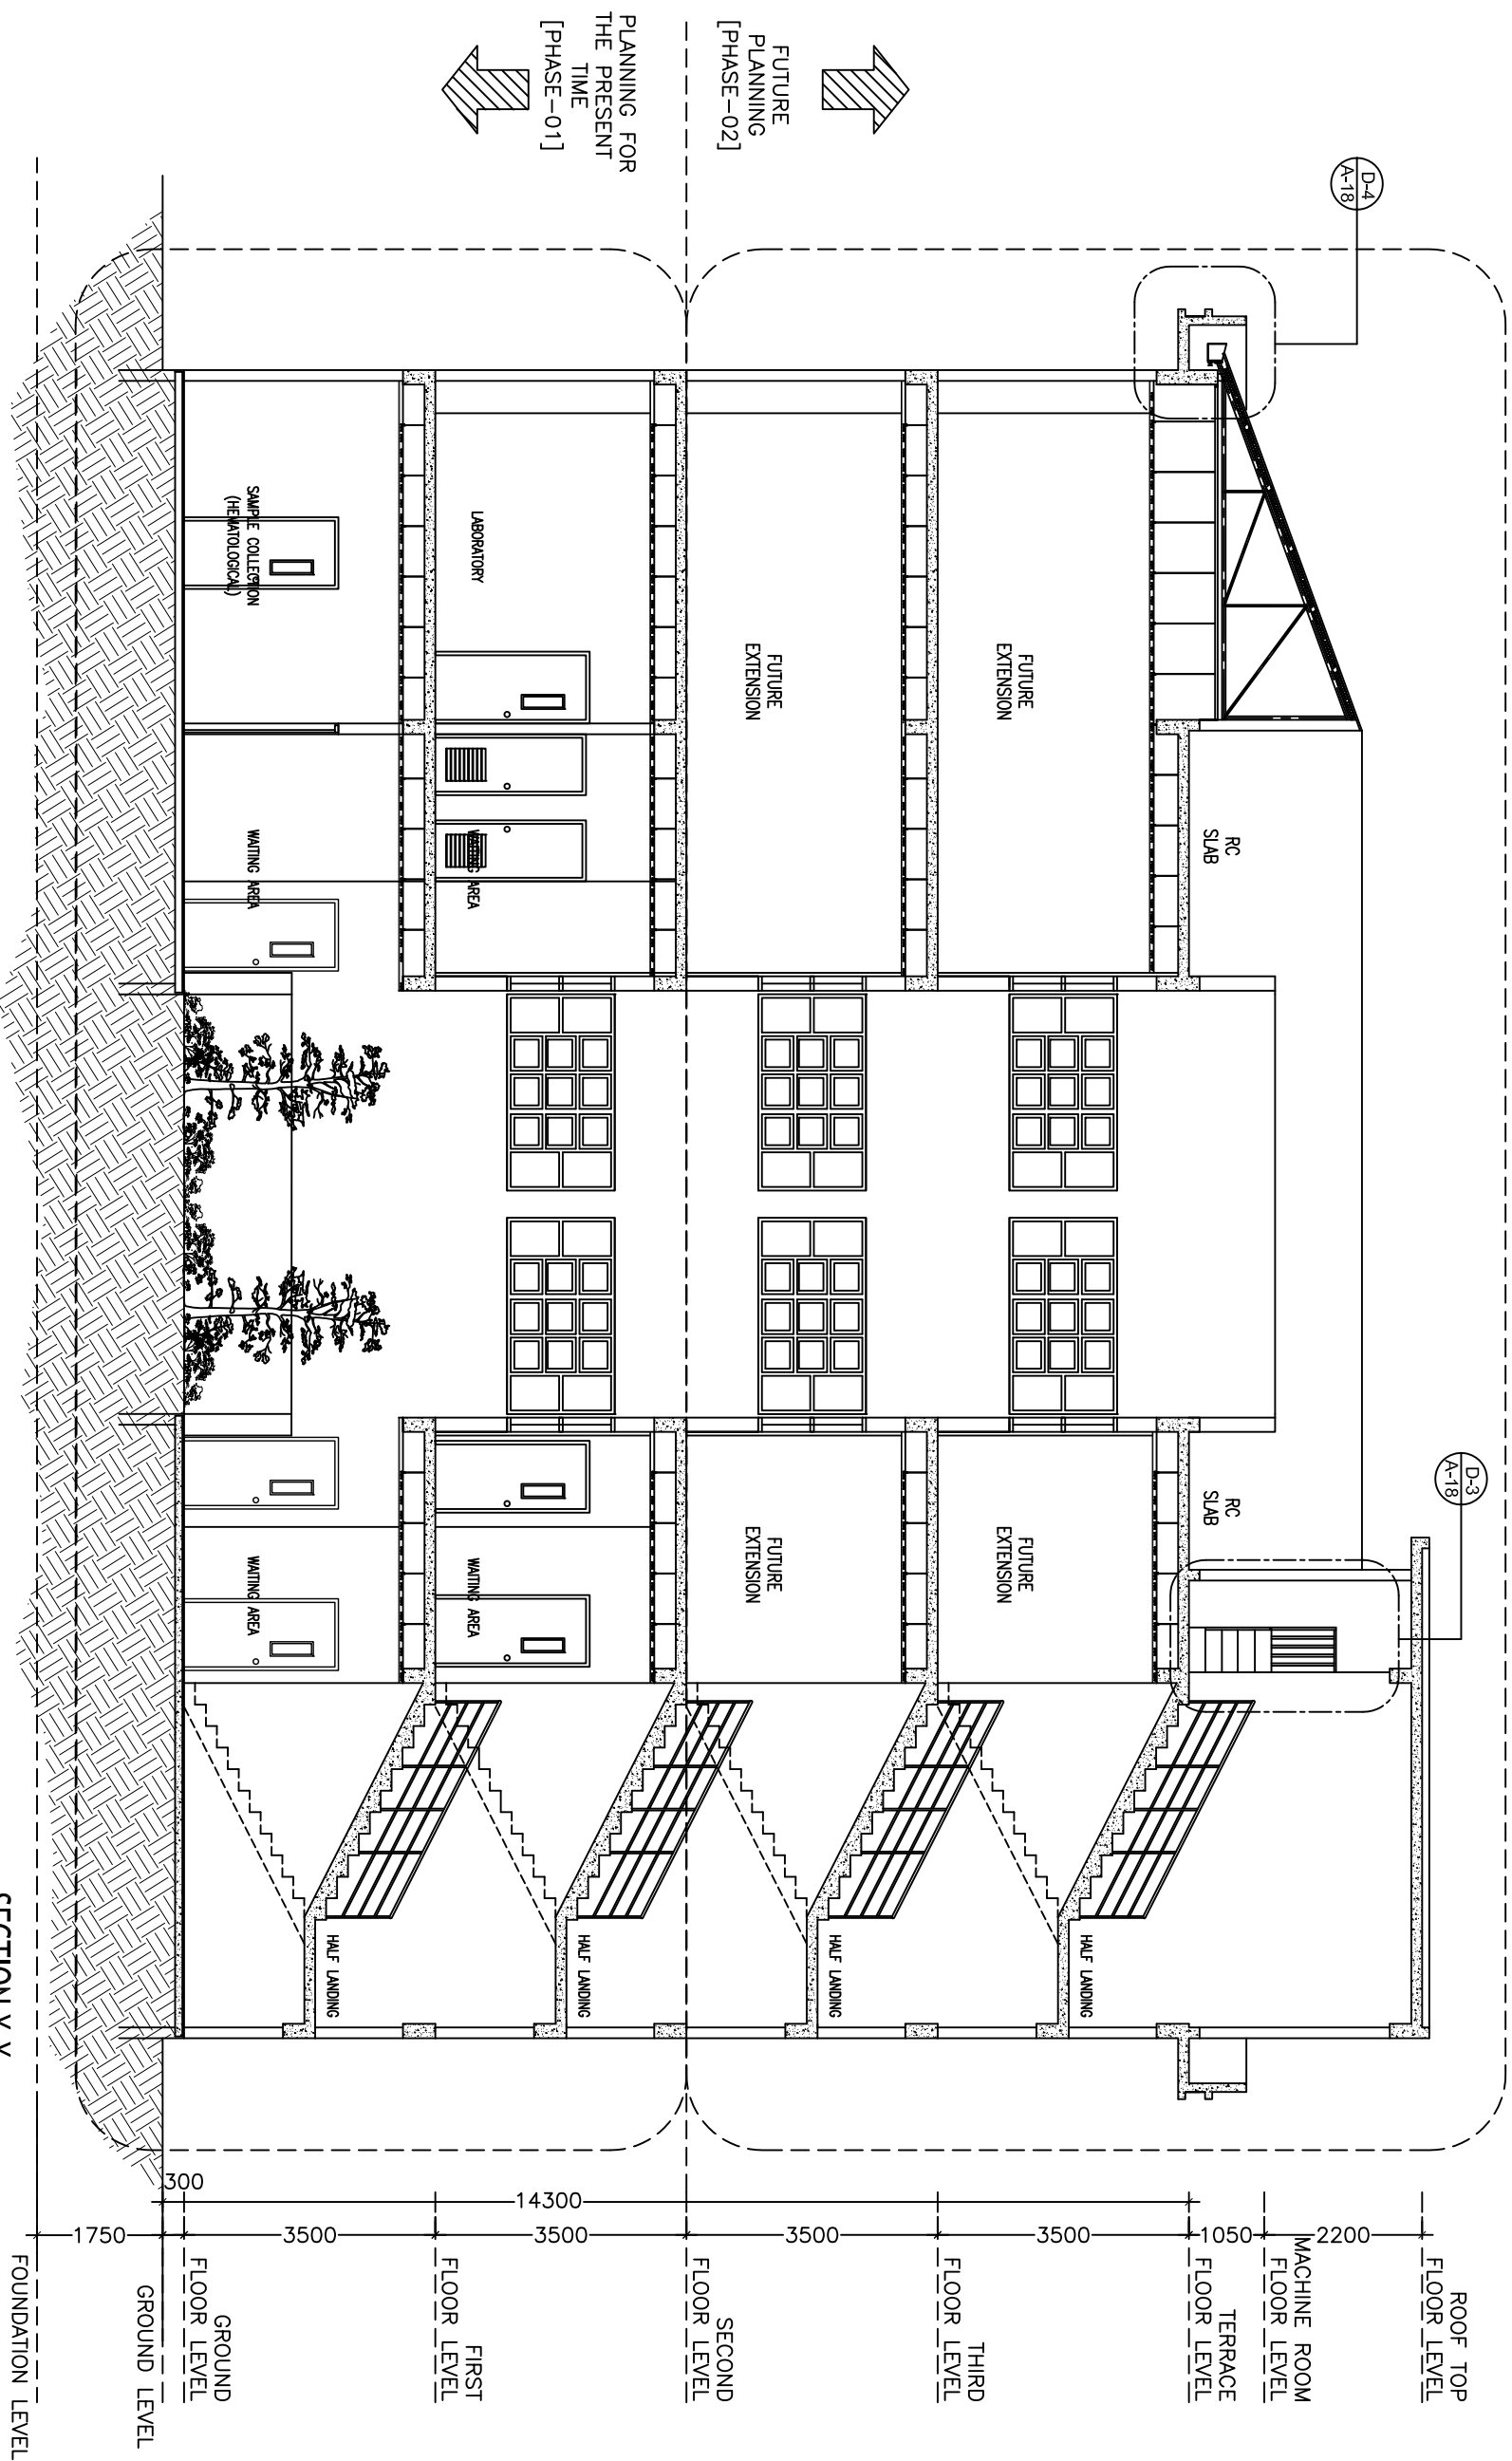 D-4
A-18
D-3
A-18
FUTURE
PLANNING
[PHASE-02]
PLANNING FOR
THE PRESENT
TIME
[PHASE-01]
RC
SLAB
RC
SLAB
FUTURE
EXTENSION
FUTURE
EXTENSION
HALF LANDING
FUTURE
EXTENSION
FUTURE
EXTENSION
HALF LANDING
LABORATORY
WAITING AREA
WAITING AREA
HALF LANDING
SAMPLE COLLECTION
(HEMATOLOGICAL)
WAITING AREA
WAITING AREA
HALF LANDING
ROOF TOP
FLOOR LEVEL
2200
MACHINE ROOM
FLOOR LEVEL
1050
TERRACE
FLOOR LEVEL
3500
THIRD
FLOOR LEVEL
3500
14300
SECOND
FLOOR LEVEL
3500
FIRST
FLOOR LEVEL
3500
GROUND
FLOOR LEVEL
300
GROUND LEVEL
1750
FOUNDATION LEVEL
SECTION X-X